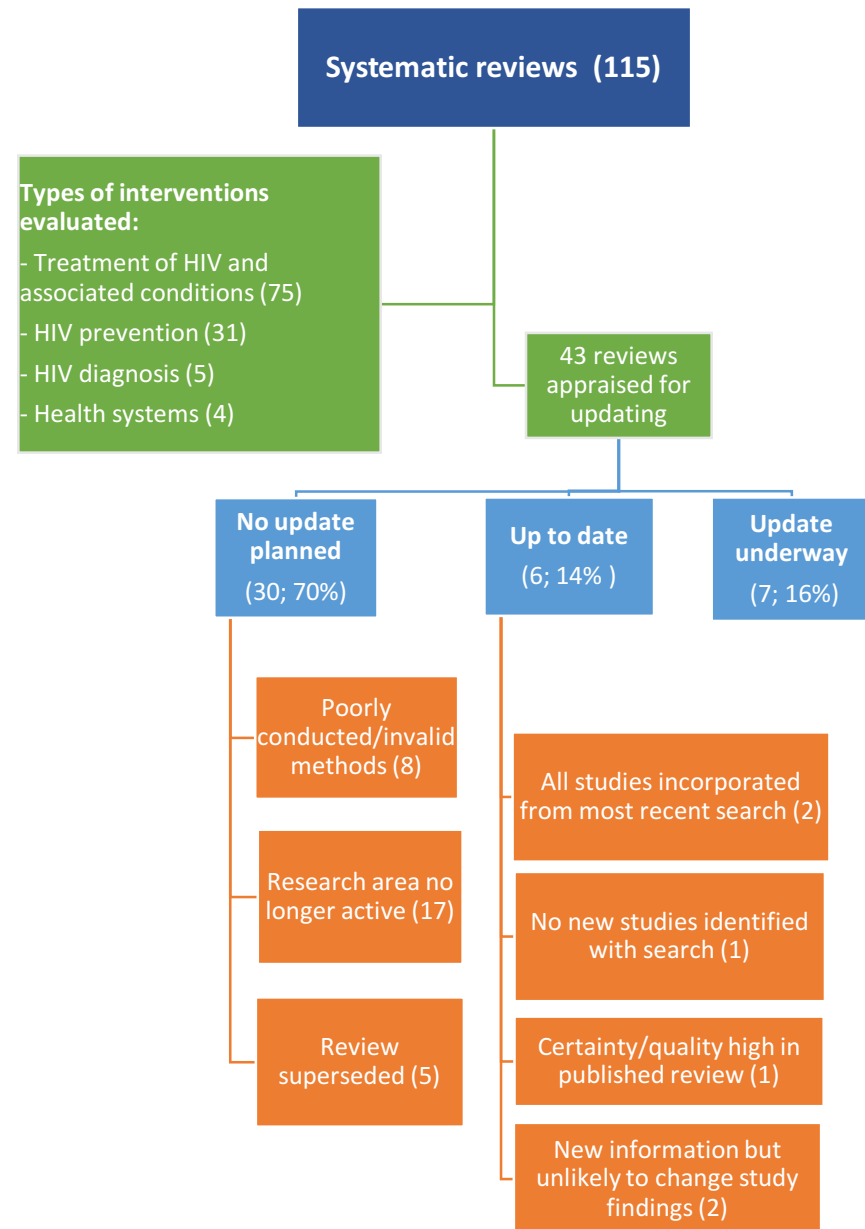 Systematic reviews (115)
Types of interventions
evaluated:
- Treatment of HIV and
associated conditions (75)
- HIV prevention (31)
- HIV diagnosis (5)
- Health systems (4)
43 reviews
appraised for
updating
No update
planned
(30; 70%)
Up to date
(6; 14% )
Update
underway
(7; 16%)
Poorly
conducted/invalid
methods (8)
Research area no
longer active (17)
Review
superseded (5)
All studies incorporated
from most recent search (2)
No new studies identified
with search (1)
Certainty/quality high in
published review (1)
New information but
unlikely to change study
findings (2)